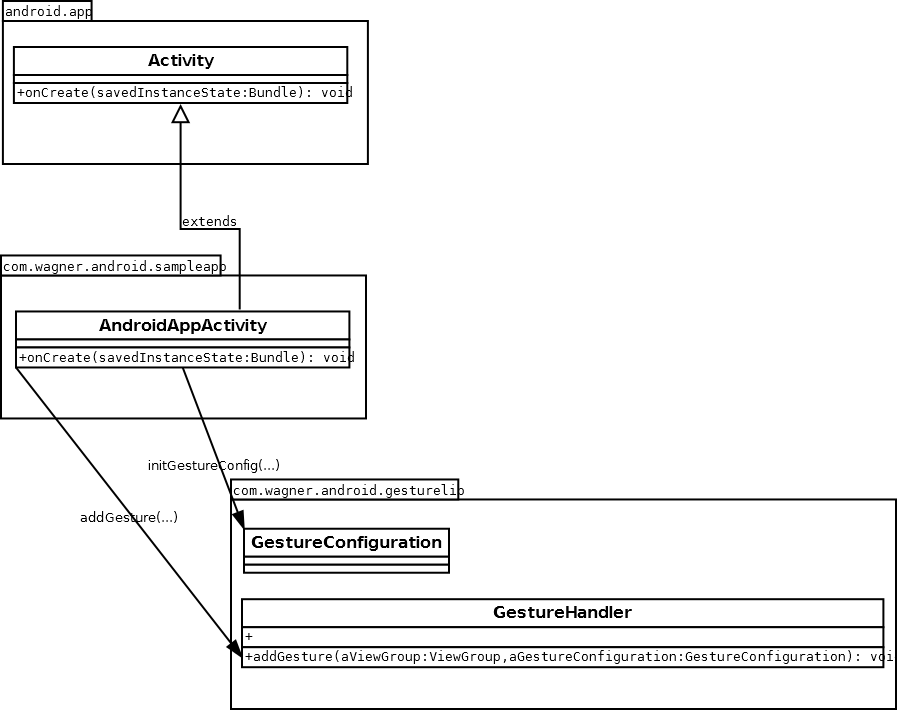 android.app
Activity
+onCreate(savedInstanceState:Bundle): void
extends
com.wagner.android.sampleapp
AndroidAppActivity
+onCreate(savedInstanceState:Bundle): void
initGestureConfig(...)
addGesture(...)
com.wagner.android.gesturelib
GestureConfiguration
GestureHandler
+
+addGesture(aViewGroup:ViewGroup,aGestureConfiguration:GestureConfiguration): voi